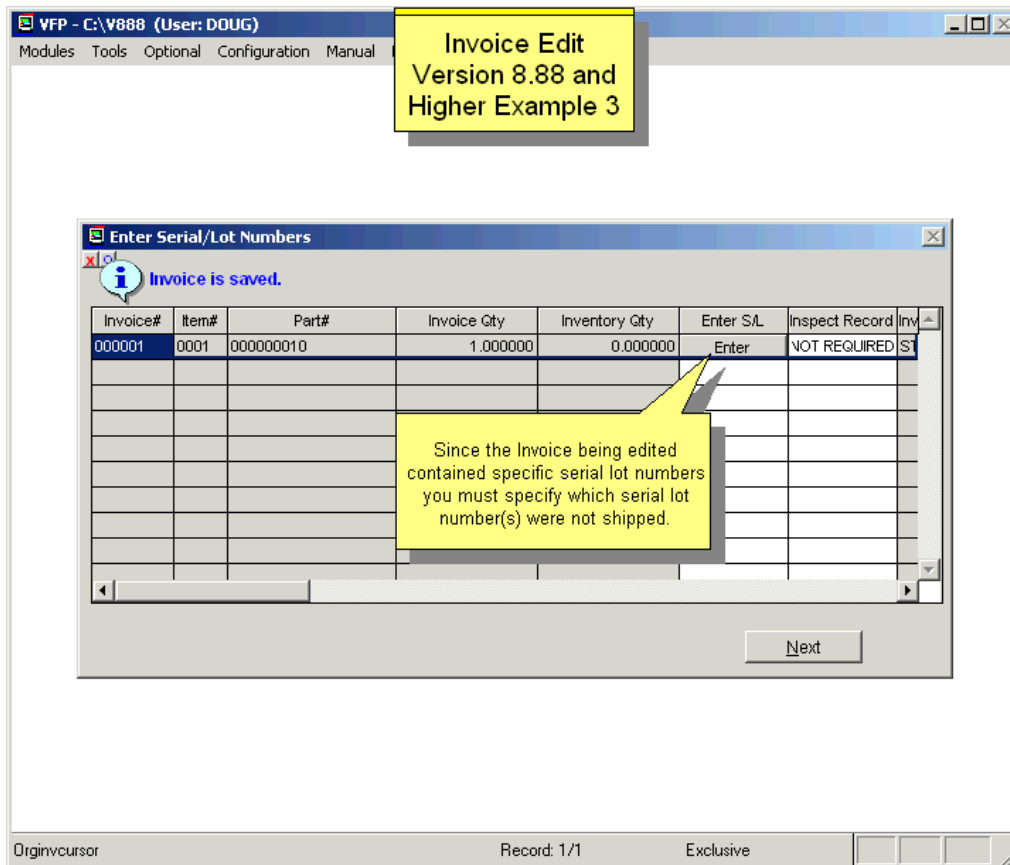 VFP - C:\V888 (User: DOUG)
Modules Tools Optional Configuration Manual
Invoice Edit
Version 8.88 and
Higher Example 3
Enter Serial/Lot Numbers
Invoice is saved.
Invoice# Item# Part# Invoice Qty Inventory Qty Enter S/L Inspect Record Inv
000001 0001 000000010 1.000000 0.000000 Enter NOT REQUIRED ST
Since the Invoice being edited
contained specific serial lot numbers
you must specify which serial lot
number(s) were not shipped.
Next
Orginvcursor Record: 1/1 Exclusive